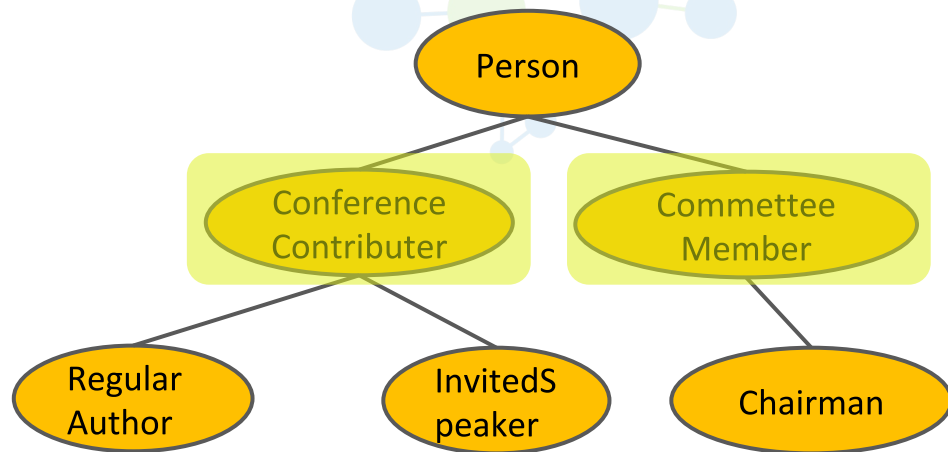 Person
Conference
Contributer
Commettee
Member
Regular
Author
InvitedS
peaker
Chairman